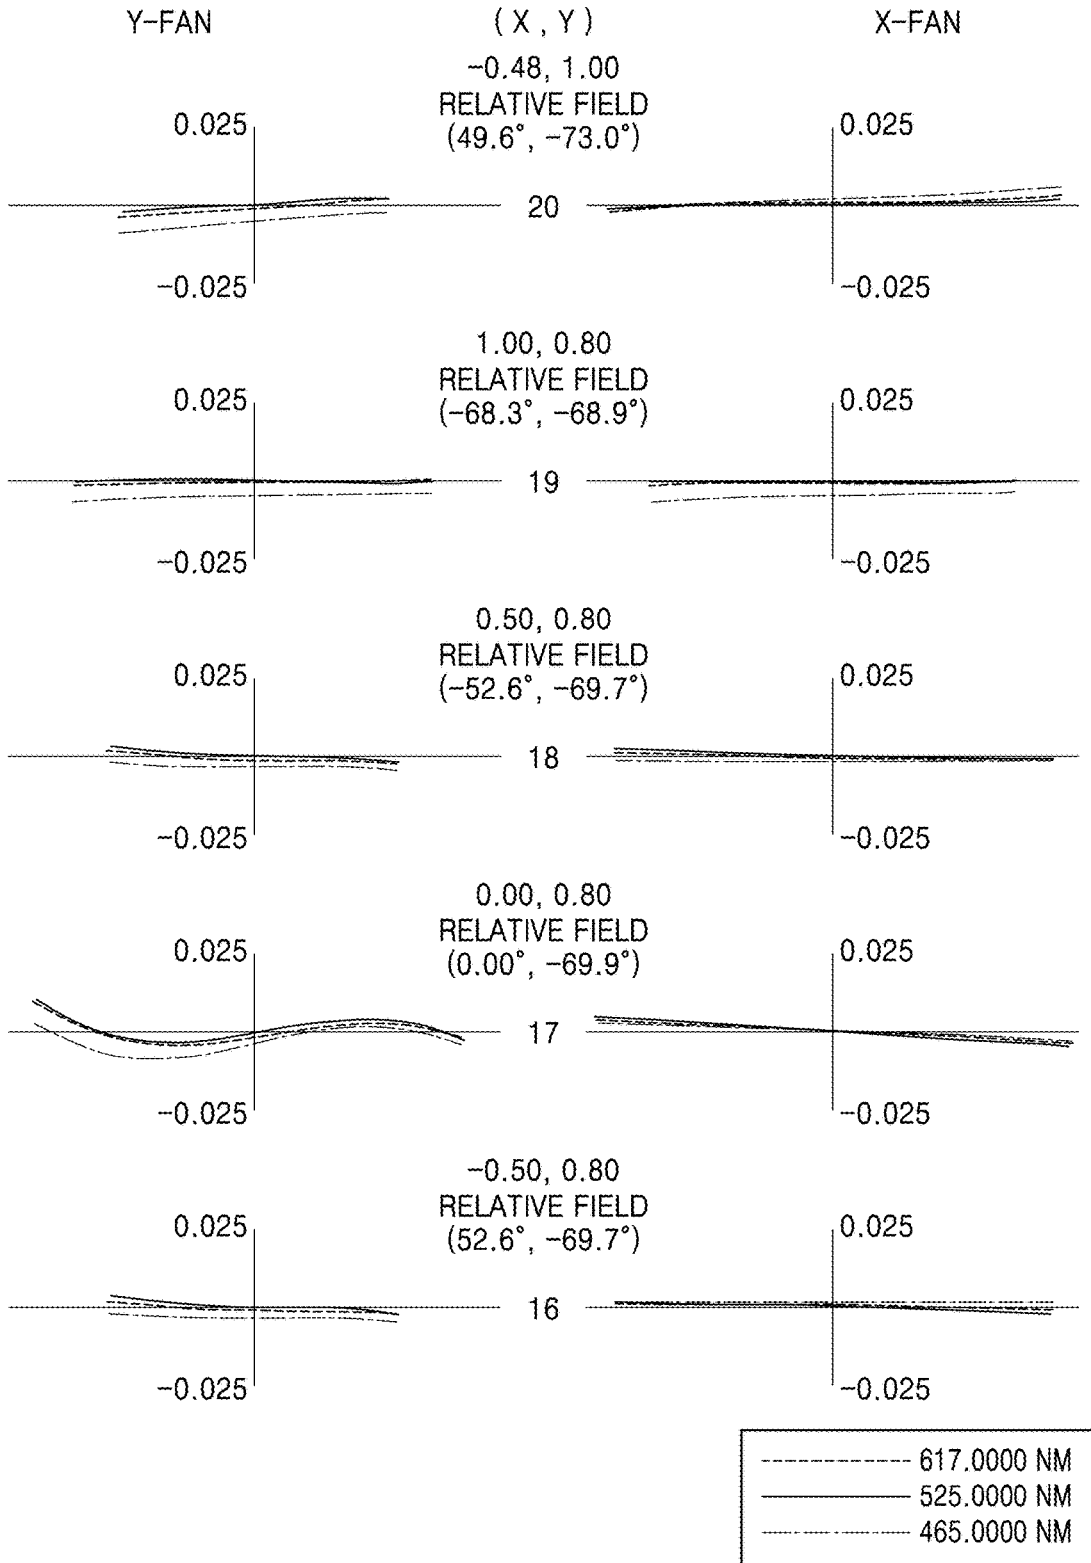 Y-FAN (X , Y) X-FAN
-0.48, 1.00
RELATIVE FIELD
(49.6°, -73.0°)
0.025 0.025
20
-0.025 -0.025
1.00, 0.80
RELATIVE FIELD
(-68.3°, -68.9°)
0.025 0.025
19
-0.025 -0.025
0.50, 0.80
RELATIVE FIELD
(-52.6°, -69.7°)
0.025 0.025
18
-0.025 -0.025
0.00, 0.80
RELATIVE FIELD
(0.00°, -69.9°)
0.025 0.025
17
-0.025 -0.025
-0.50, 0.80
RELATIVE FIELD
(52.6°, -69.7°)
0.025 0.025
16
-0.025 -0.025
617.0000 NM
525.0000 NM
465.0000 NM